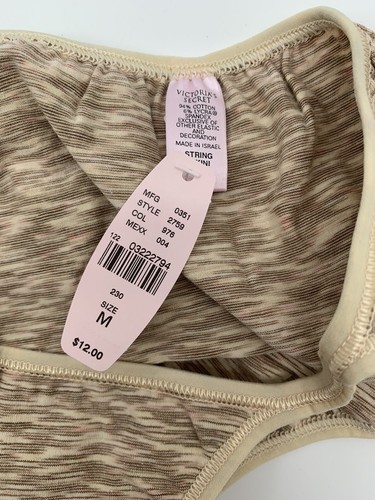 VICTORIA'S
SECRET
94% COTTON
6% LYCRA®
SPANDEX
EXCLUSIVE OF
OTHER ELASTIC
AND
DECORATION
MADE IN ISRAEL
STRING
MFG 0351
STYLE 2759
COL 978
MEXX 004
122 03222794
230
SIZE
M
$12.00